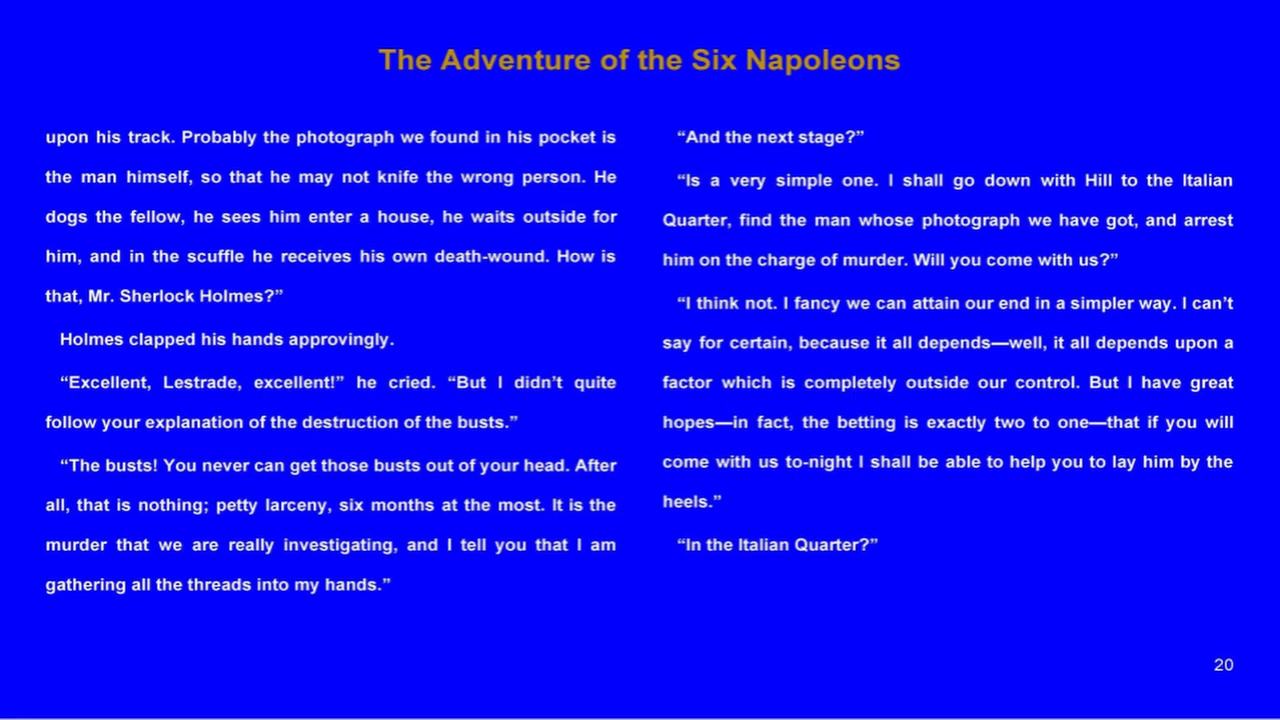 The Adventure of the Six Napoleons
upon his track. Probably the photograph we found in his pocket is
the man himself, so that he may not knife the wrong person. He
dogs the fellow, he sees him enter a house, he waits outside for
him, and in the scuffle he receives his own death-wound. How is
that, Mr. Sherlock Holmes?”
Holmes clapped his hands approvingly.
“Excellent, Lestrade, excellent!” he cried. “But I didn’t quite
follow your explanation of the destruction of the busts.”
“The busts! You never can get those busts out of your head. After
all, that is nothing; petty larceny, six months at the most. It is the
murder that we are really investigating, and I tell you that I am
gathering all the threads into my hands.”
“And the next stage?”
“Is a very simple one. I shall go down with Hill to the Italian
Quarter, find the man whose photograph we have got, and arrest
him on the charge of murder. Will you come with us?”
“I think not. I fancy we can attain our end in a simpler way. I can’t
say for certain, because it all depends—well, it all depends upon a
factor which is completely outside our control. But I have great
hopes—in fact, the betting is exactly two to one—that if you will
come with us to-night I shall be able to help you to lay him by the
heels.”
“In the Italian Quarter?”
20